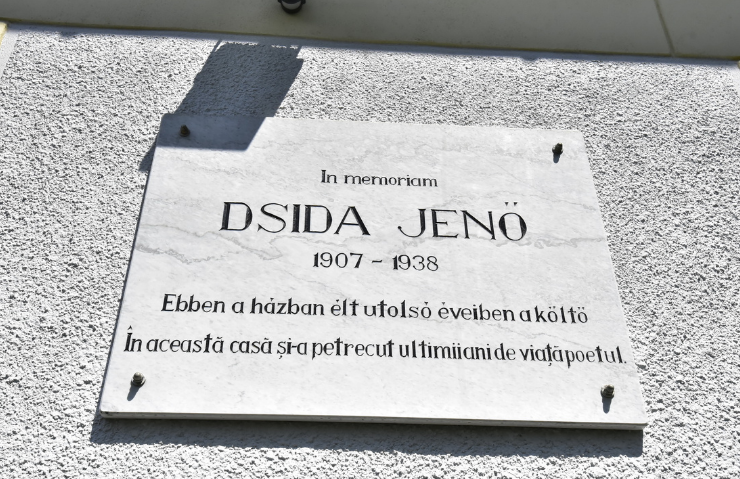 In memoriam
DSIDA JENŐ
1907 - 1938
Ebben a házban élt utolsó éveiben a költő
În această casă și-a petrecut ultimii ani de viață poetul.